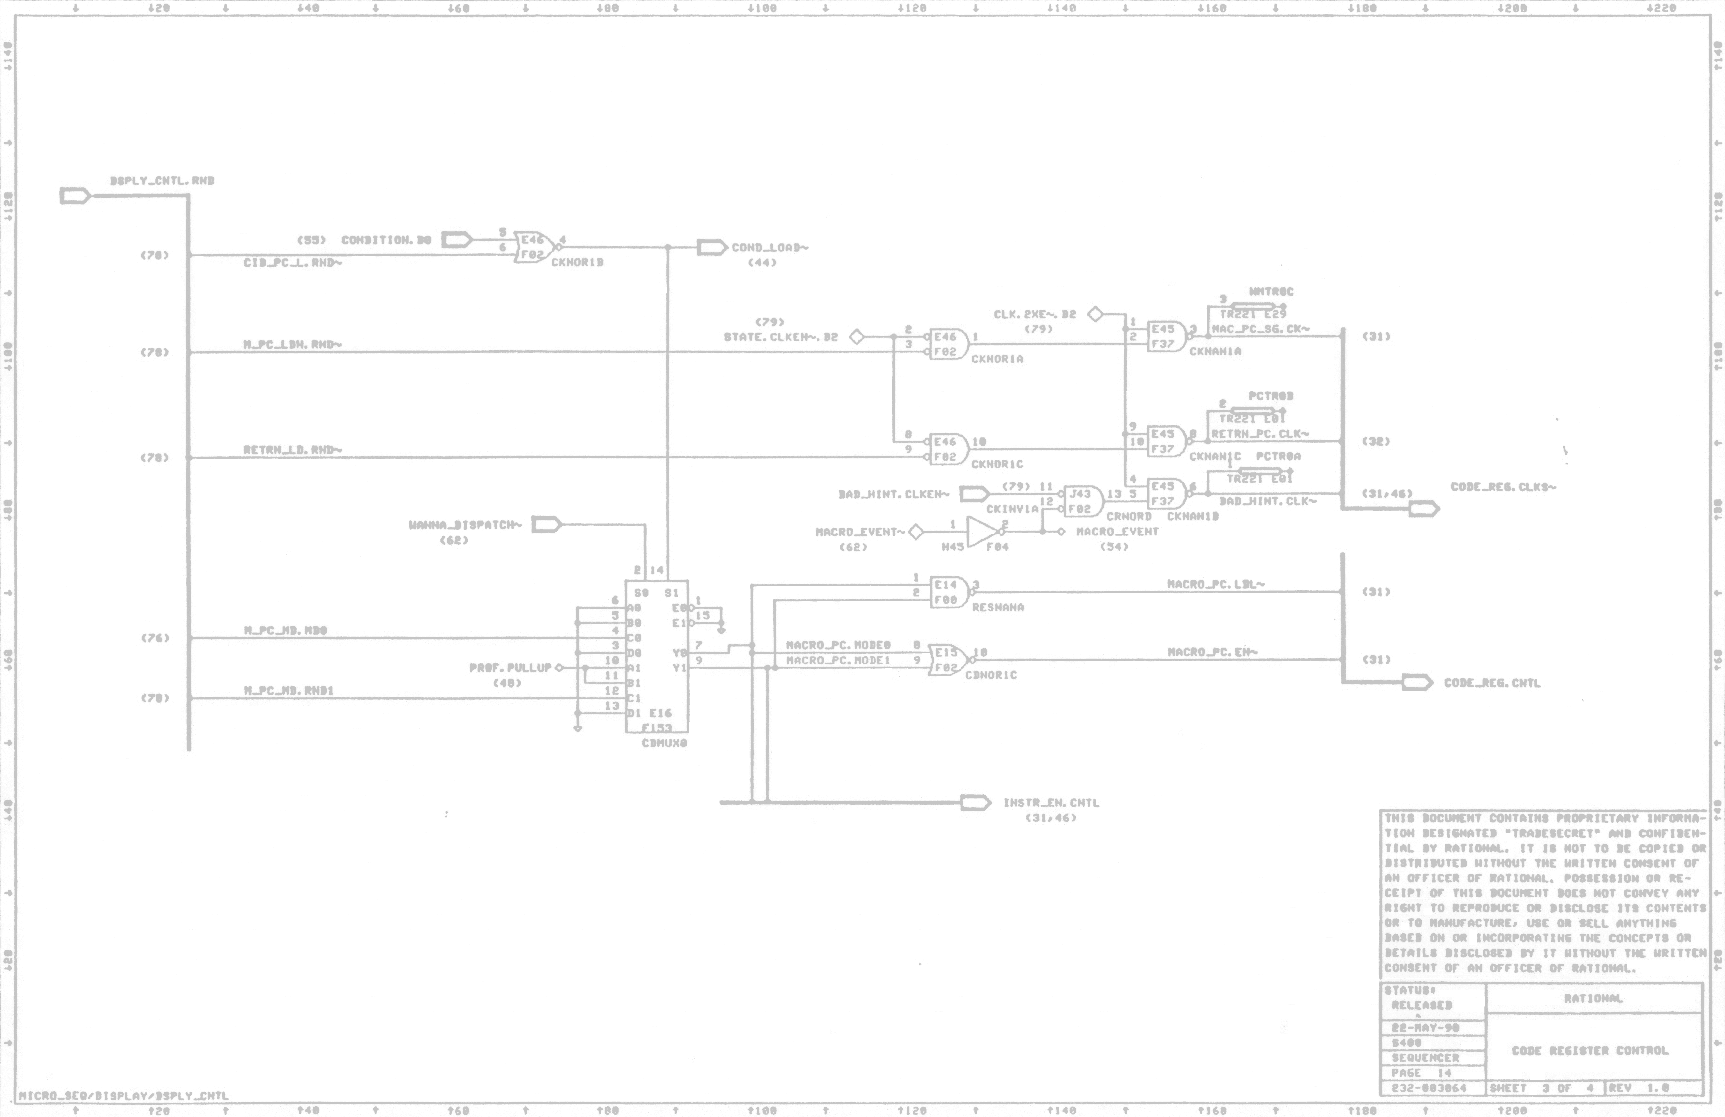 ↓20 ↓40 ↓60 ↓80 ↓100 ↓120 ↓140 ↓160 ↓180 ↓200 ↓220
DSPLY_CNTL.RND
(55) CONDITION.B0
5 E46 4
6 F02
CKNOR1B
COND_LOAD~
(44)
(78)
CID_PC_L.RND~
WMTR0C
3
TR221 E29
CLK.2XE~.B2
(79)
(79)
STATE.CLKEN~.B2
2 E46 1
3 F02
CKNOR1A
1 E45 3
2 F37
CKNAN1A
MAC_PC_SG.CK~
(31)
(78)
M_PC_LDH.RND~
PCTR0B
2
TR221 E01
8 E46 10
9 F02
CKNOR1C
9 E45 8
10 F37
CKNAN1C
RETRN_PC.CLK~
(32)
(78)
RETRN_LD.RND~
PCTR0A
1
TR221 E01
BAD_HINT.CLKEN~
(79) 11
12
J43 13
F02
CRNORD
4 E45 6
5 F37
CKNAN1B
BAD_HINT.CLK~
(31,46)
CODE_REG.CLKS~
CKINV1A
MACRO_EVENT~
(62)
1 2
N45 F04
MACRO_EVENT
(54)
WANNA_DISPATCH~
(62)
2 14
S0 S1
6 A0 E0 1
5 B0 E1 15
4 C0
3 D0 Y0 7
10 A1 Y1 9
11 B1
12 C1
13 D1 E16
F153
CDMUX0
(76)
M_PC_MD.MD0
PROF.PULLUP
(48)
(78)
M_PC_MD.RND1
1 E14 3
2 F00
RESNANA
MACRO_PC.LDL~
(31)
MACRO_PC.MODE0
MACRO_PC.MODE1
8 E15 10
9 F02
CDNOR1C
MACRO_PC.EN~
(31)
CODE_REG.CNTL
INSTR_EN.CNTL
(31,46)
THIS DOCUMENT CONTAINS PROPRIETARY INFORMA-
TION DESIGNATED "TRADESECRET" AND CONFIDEN-
TIAL BY RATIONAL. IT IS NOT TO BE COPIED OR
DISTRIBUTED WITHOUT THE WRITTEN CONSENT OF
AN OFFICER OF RATIONAL. POSSESSION OR RE-
CEIPT OF THIS DOCUMENT DOES NOT CONVEY ANY
RIGHT TO REPRODUCE OR DISCLOSE ITS CONTENTS
OR TO MANUFACTURE, USE OR SELL ANYTHING
BASED ON OR INCORPORATING THE CONCEPTS OR
DETAILS DISCLOSED BY IT WITHOUT THE WRITTEN
CONSENT OF AN OFFICER OF RATIONAL.
STATUS:
RELEASED
22-MAY-90
S400
SEQUENCER
PAGE 14
232-003064
RATIONAL
CODE REGISTER CONTROL
SHEET 3 OF 4
REV 1.0
MICRO_SEQ/DISPLAY/DSPLY_CNTL
↑20 ↑40 ↑60 ↑80 ↑100 ↑120 ↑140 ↑160 ↑180 ↑200 ↑220